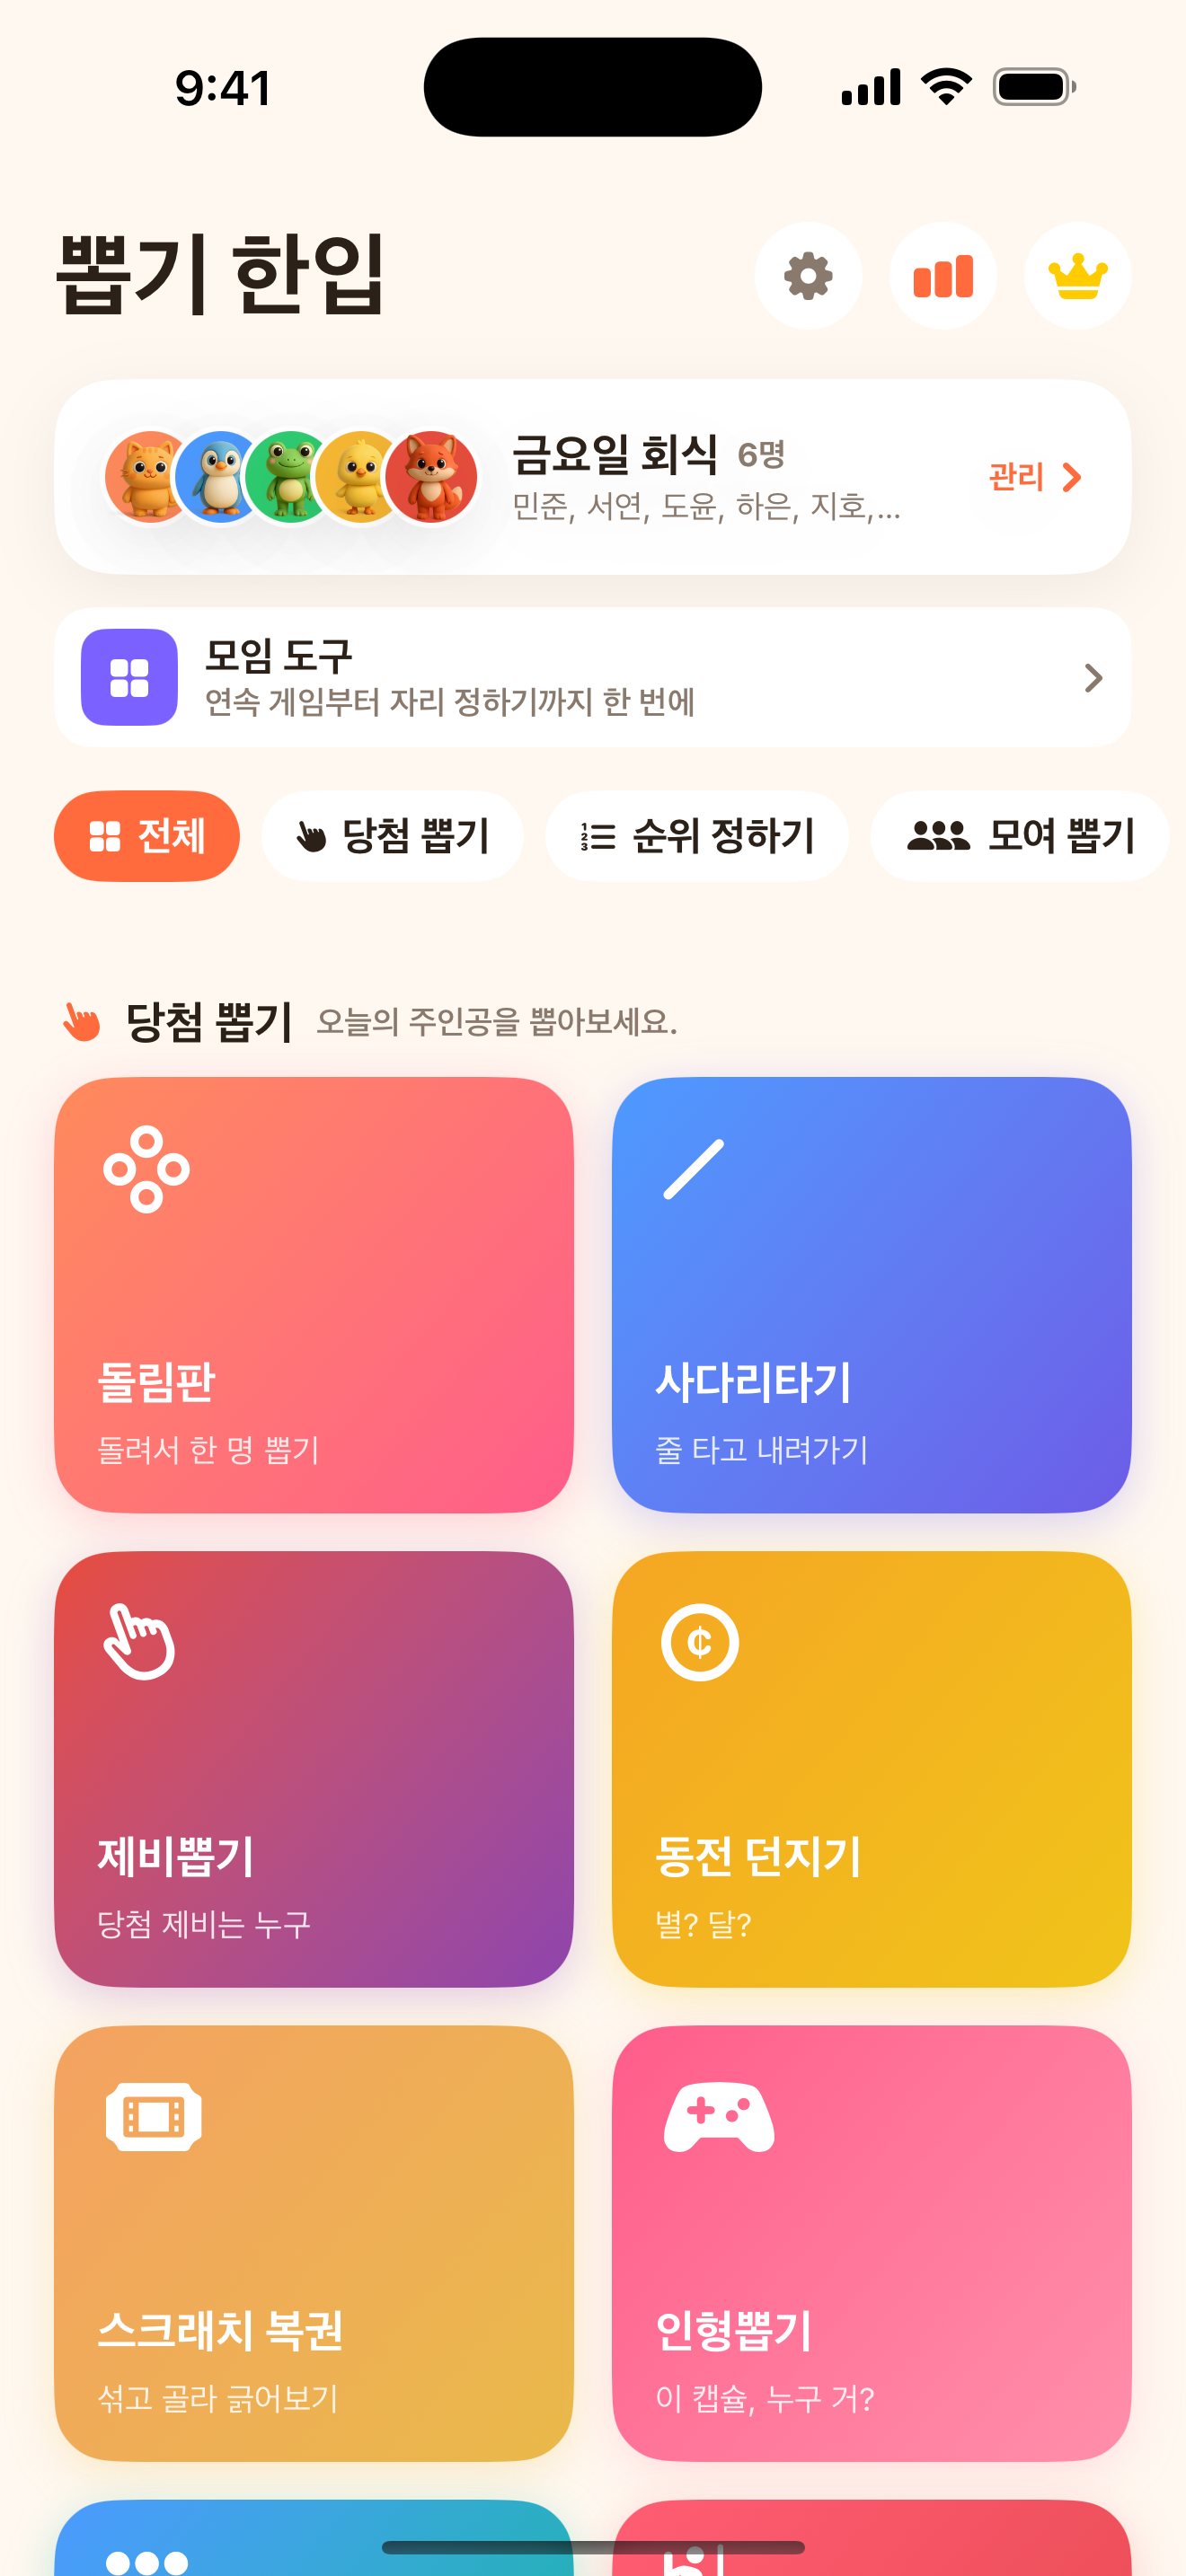 9:41
뽑기 한입
금요일 회식 6명
민준, 서연, 도윤, 하은, 지호,...
관리
모임 도구
연속 게임부터 자리 정하기까지 한 번에
전체
당첨 뽑기
순위 정하기
모여 뽑기
당첨 뽑기 오늘의 주인공을 뽑아보세요.
돌림판
돌려서 한 명 뽑기
사다리타기
줄 타고 내려가기
제비뽑기
당첨 제비는 누구
동전 던지기
별? 달?
스크래치 복권
섞고 골라 긁어보기
인형뽑기
이 캡슐, 누구 거?